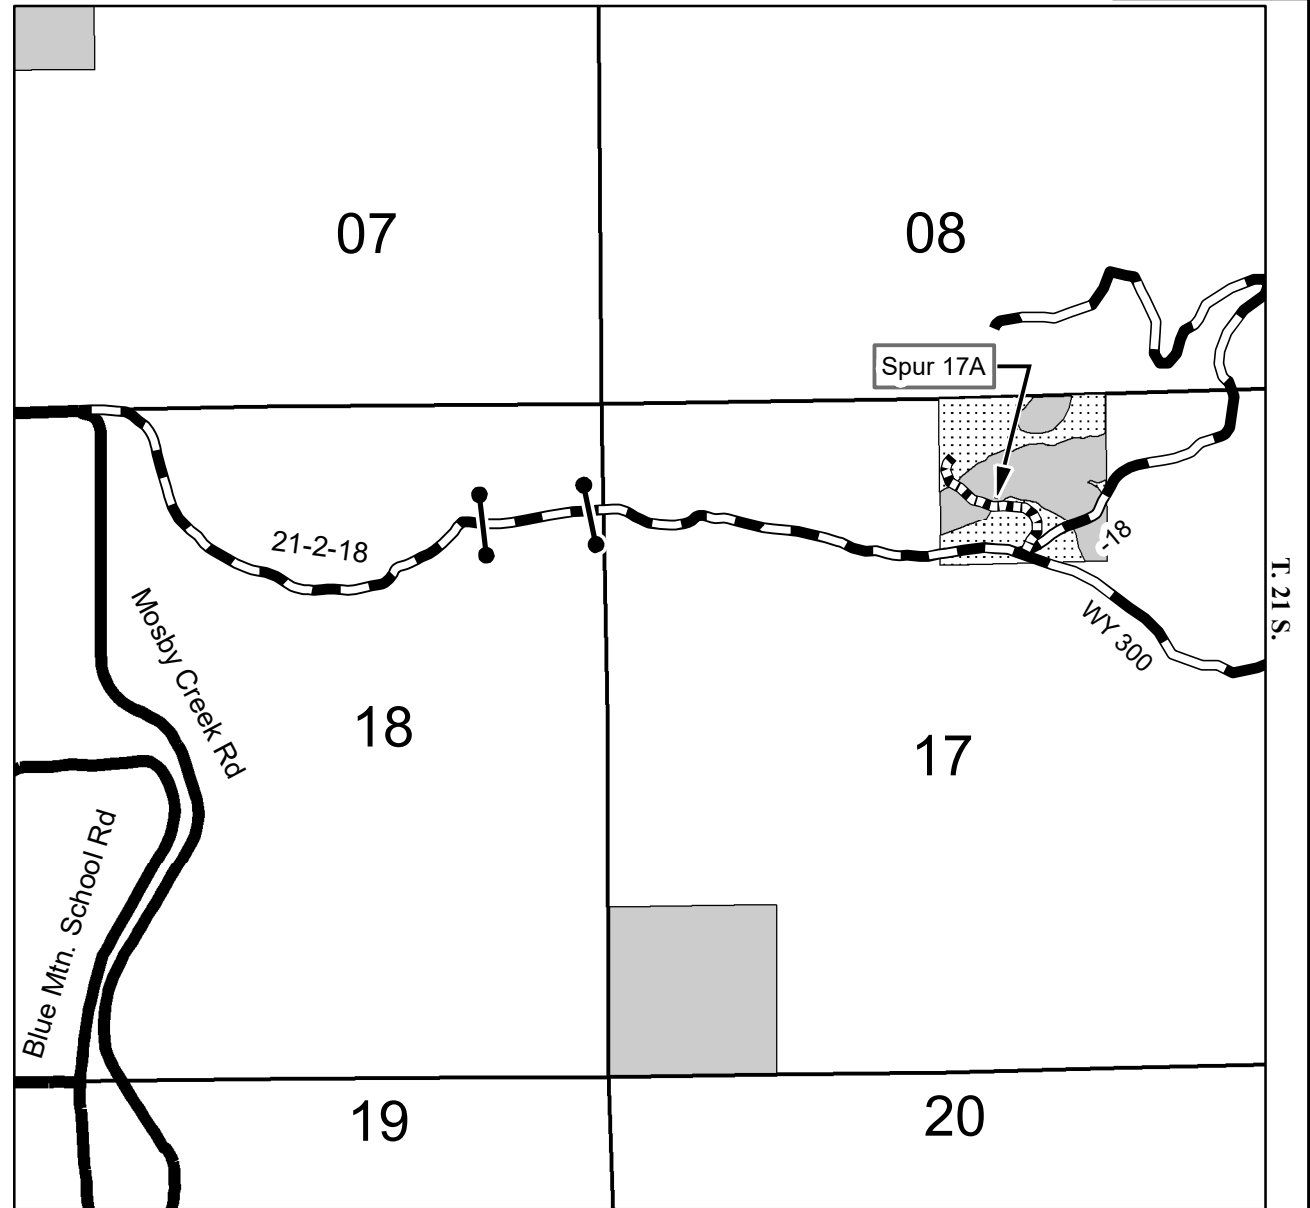 07
08
Spur 17A
21-2-18
-18
T. 21 S.
WY 300
Mosby Creek Rd
18
17
Blue Mtn. School Rd
19
20